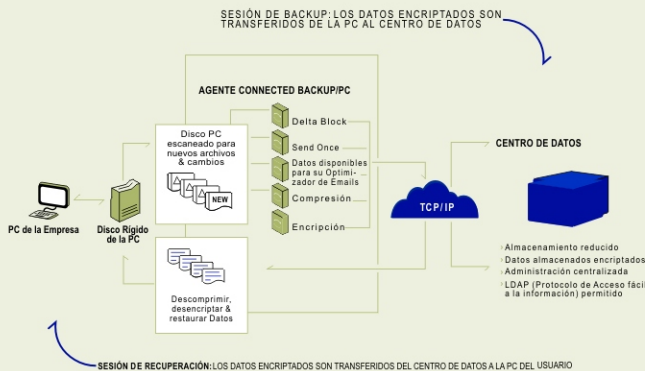 SESIÓN DE BACKUP: LOS DATOS ENCRIPTADOS SON
TRANSFERIDOS DE LA PC AL CENTRO DE DATOS
AGENTE CONNECTED BACKUP/PC
Disco PC
escaneado para
nuevos archivos
& cambios
NEW
Delta Block
Send Once
Datos disponibles
para su Optimi-
zador de Emails
Compresión
Encripción
PC de la Empresa
Disco Rígido
de la PC
TCP/IP
CENTRO DE DATOS
Almacenamiento reducido
Datos almacenados encriptados
Administración centralizada
LDAP (Protocolo de Acceso fácil
a la información) permitido
Descomprimir,
desencriptar &
restaurar Datos
SESIÓN DE RECUPERACIÓN: LOS DATOS ENCRIPTADOS SON TRANSFERIDOS DEL CENTRO DE DATOS A LA PC DEL USUARIO